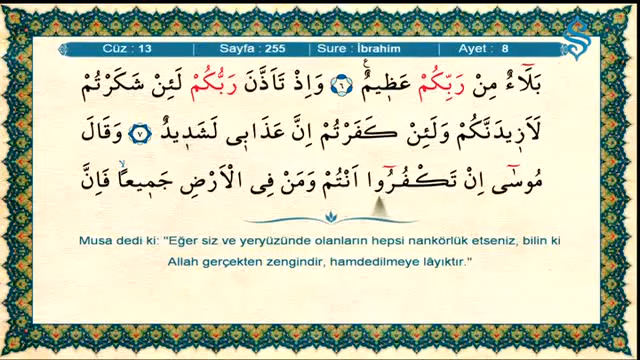 Cüz : 13 Sayfa : 255 Sure : İbrahim Ayet : 8
بَلَٓاءٌ مِنْ رَبِّكُمْ عَظ۪يمٌ۟ ﴿٦﴾ وَاِذْ تَاَذَّنَ رَبُّكُمْ لَئِنْ شَكَرْتُمْ
لَاَز۪يدَنَّكُمْ وَلَئِنْ كَفَرْتُمْ اِنَّ عَذَاب۪ي لَشَد۪يدٌ ﴿٧﴾ وَقَالَ
مُوسٰٓى اِنْ تَكْفُرُٓوا اَنْتُمْ وَمَنْ فِي الْاَرْضِ جَم۪يعاًۙ فَاِنَّ
Musa dedi ki: "Eğer siz ve yeryüzünde olanların hepsi nankörlük etseniz, bilin ki
Allah gerçekten zengindir, hamdedilmeye lâyıktır."